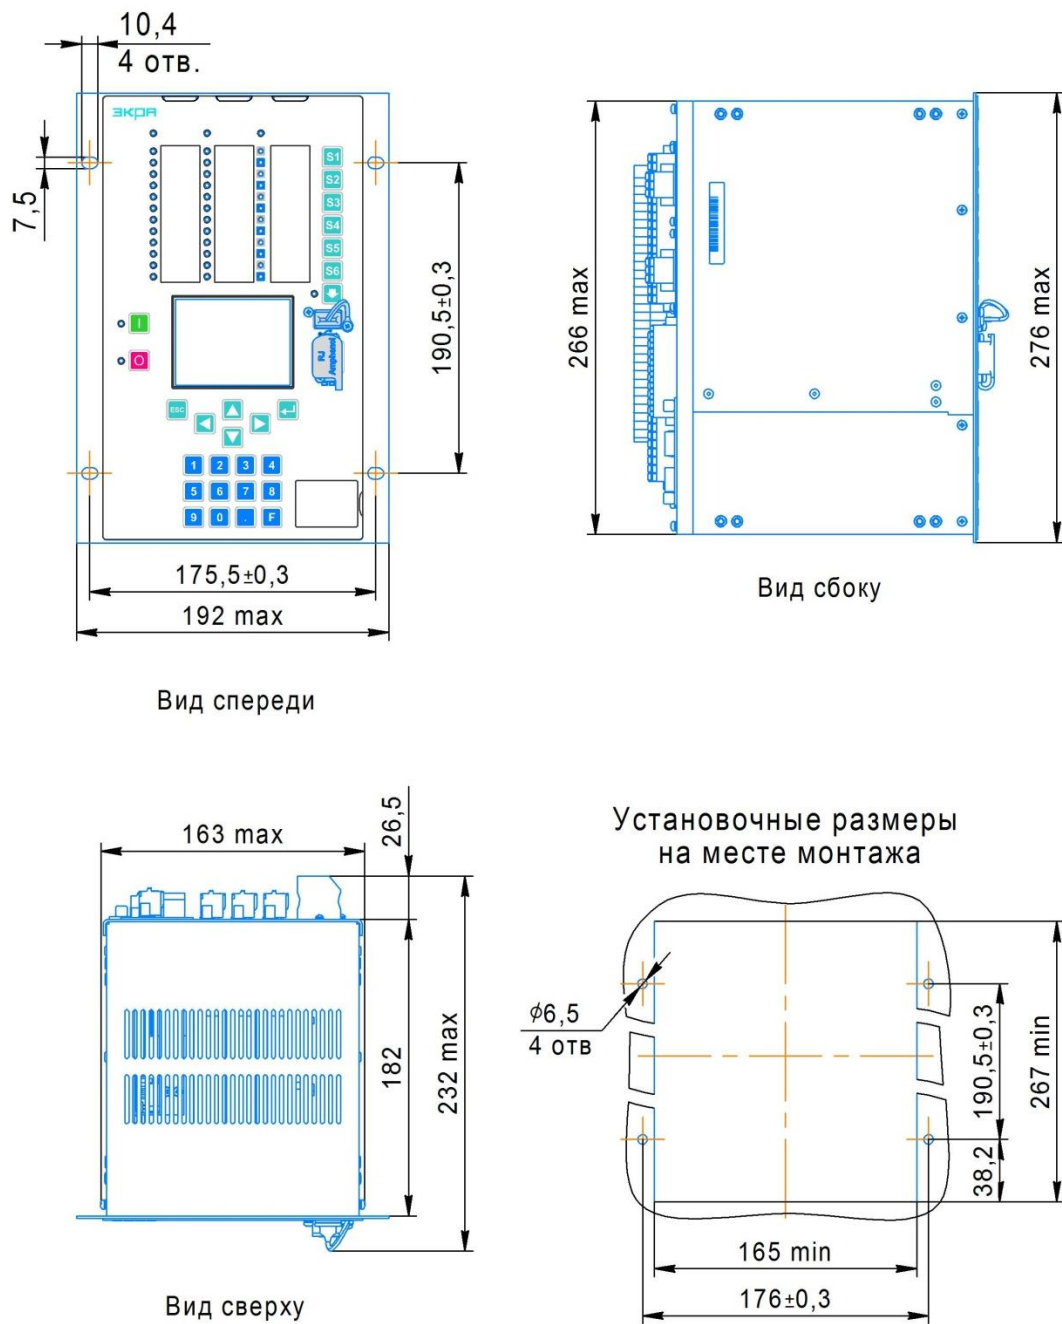 10,4
4 отв.
7,5
ЭКРА
S1
S2
S3
S4
S5
S6
I
O
RJ
Amphenol
ESC
1 2 3 4
5 6 7 8
9 0 . F
190,5±0,3
175,5±0,3
192 max
Вид спереди
266 max
276 max
Вид сбоку
163 max
26,5
182
232 max
Вид сверху
Установочные размеры
на месте монтажа
⌀6,5
4 отв
190,5±0,3
267 min
38,2
165 min
176±0,3